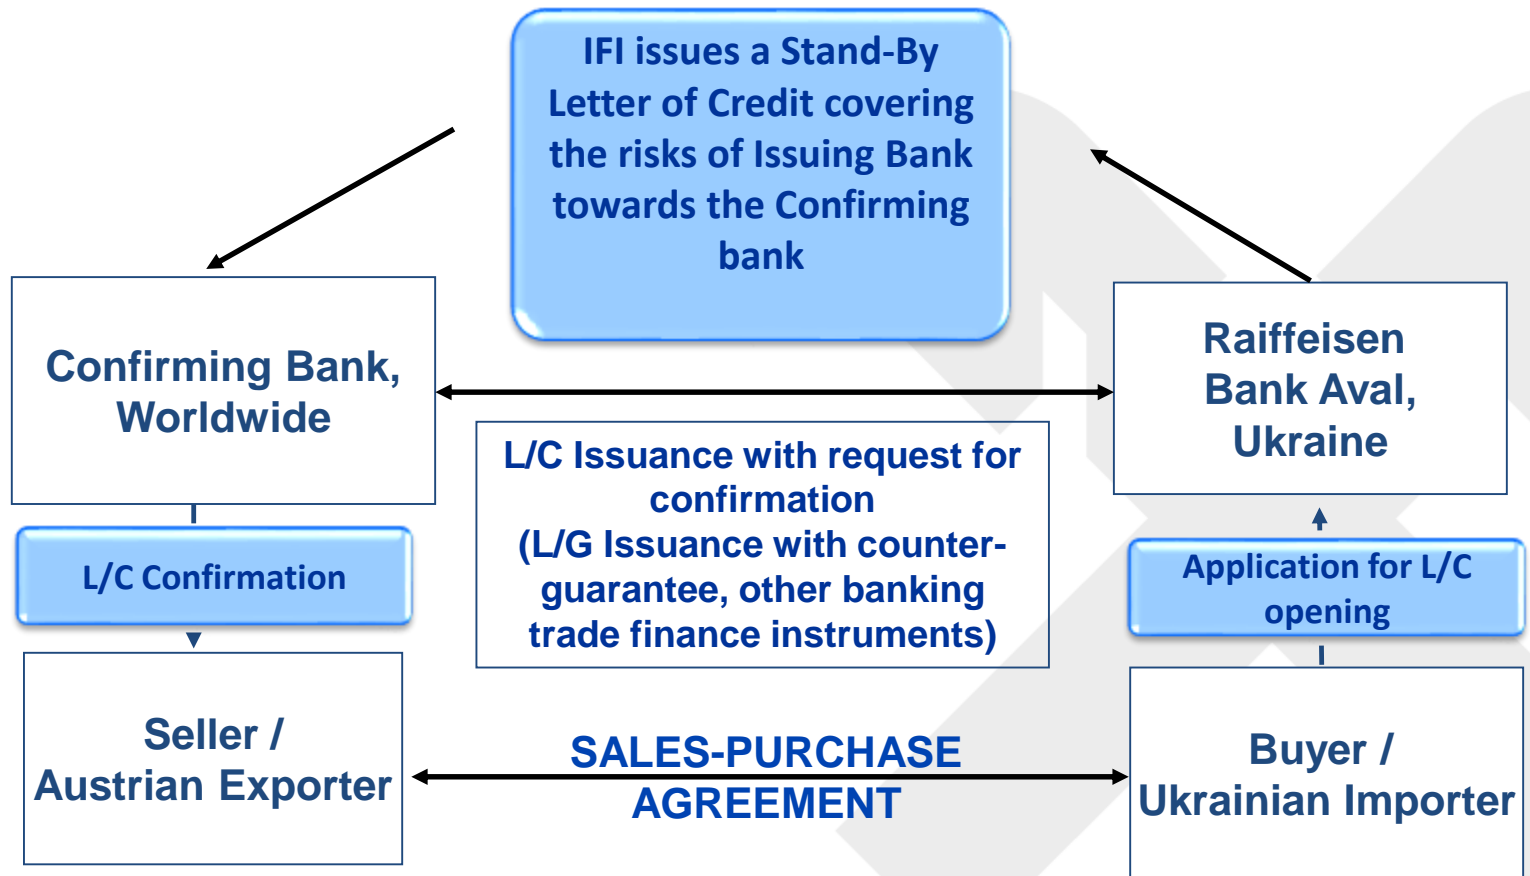 IFI issues a Stand-By
Letter of Credit covering
the risks of Issuing Bank
towards the Confirming
bank
Confirming Bank,
Worldwide
Raiffeisen
Bank Aval,
Ukraine
L/C Issuance with request for
confirmation
(L/G Issuance with counter-
guarantee, other banking
trade finance instruments)
L/C Confirmation
Application for L/C
opening
Seller /
Austrian Exporter
SALES-PURCHASE
AGREEMENT
Buyer /
Ukrainian Importer